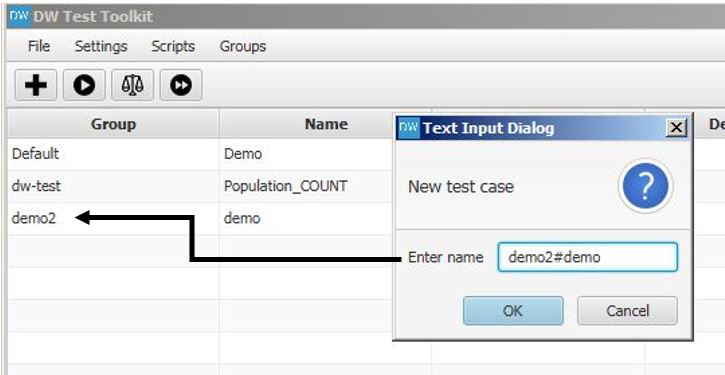 DW DW Test Toolkit
File Settings Scripts Groups
Group Name De
Default Demo
dw-test Population_COUNT
demo2 demo
DW Text Input Dialog
New test case
?
Enter name demo2#demo
OK Cancel